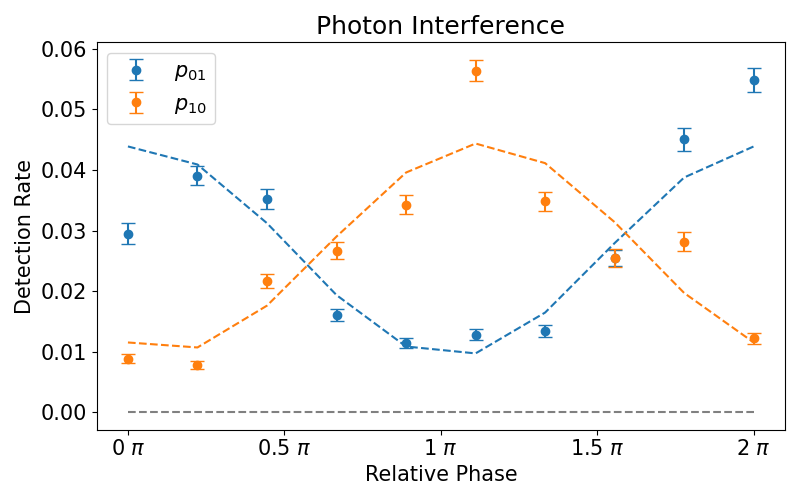 Photon Interference
0.06
0.05
0.04
0.03
0.02
0.01
0.00
Detection Rate
p01
p10
0 π
0.5 π
1 π
1.5 π
2 π
Relative Phase